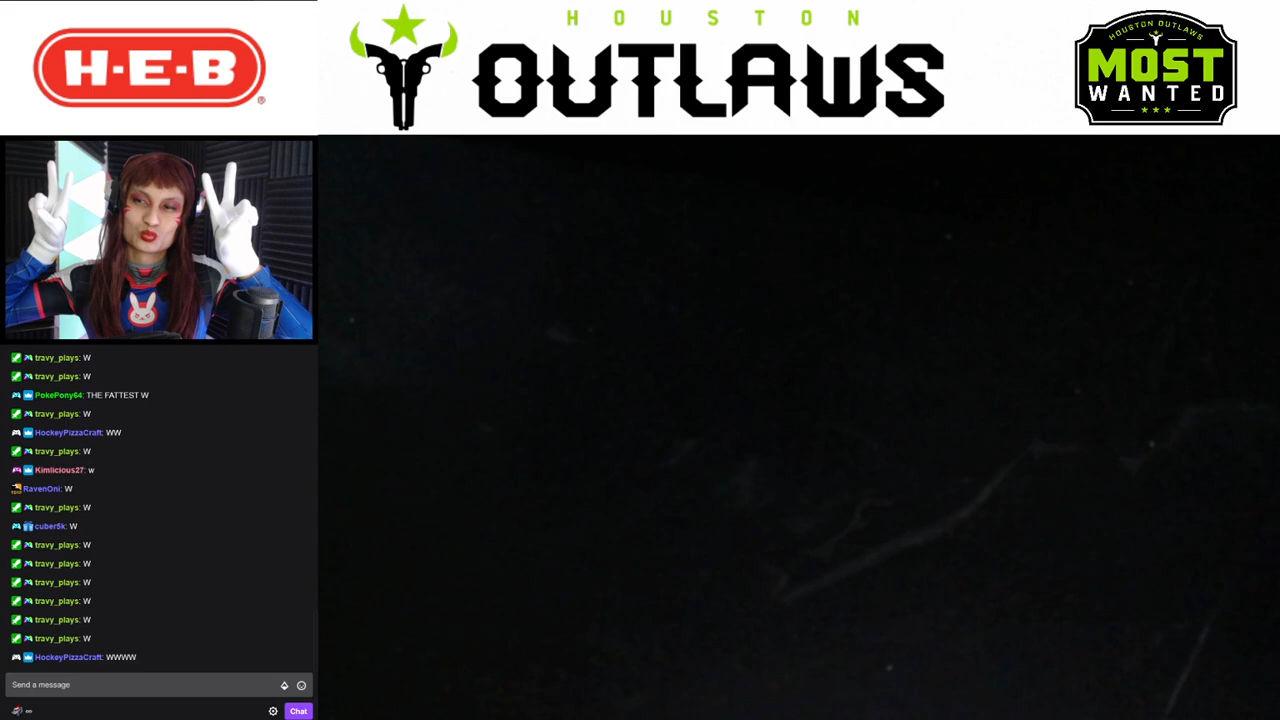 H-E-B
®
HOUSTON
OUTLAWS
HOUSTON OUTLAWS
MOST
WANTED
travy_plays: W
travy_plays: W
PokePony64: THE FATTEST W
travy_plays: W
HockeyPizzaCraft: WW
travy_plays: W
Kimlicious27: w
RavenOni: W
travy_plays: W
cuber5k: W
travy_plays: W
travy_plays: W
travy_plays: W
travy_plays: W
travy_plays: W
travy_plays: W
HockeyPizzaCraft: WWWW
Send a message
∞
Chat